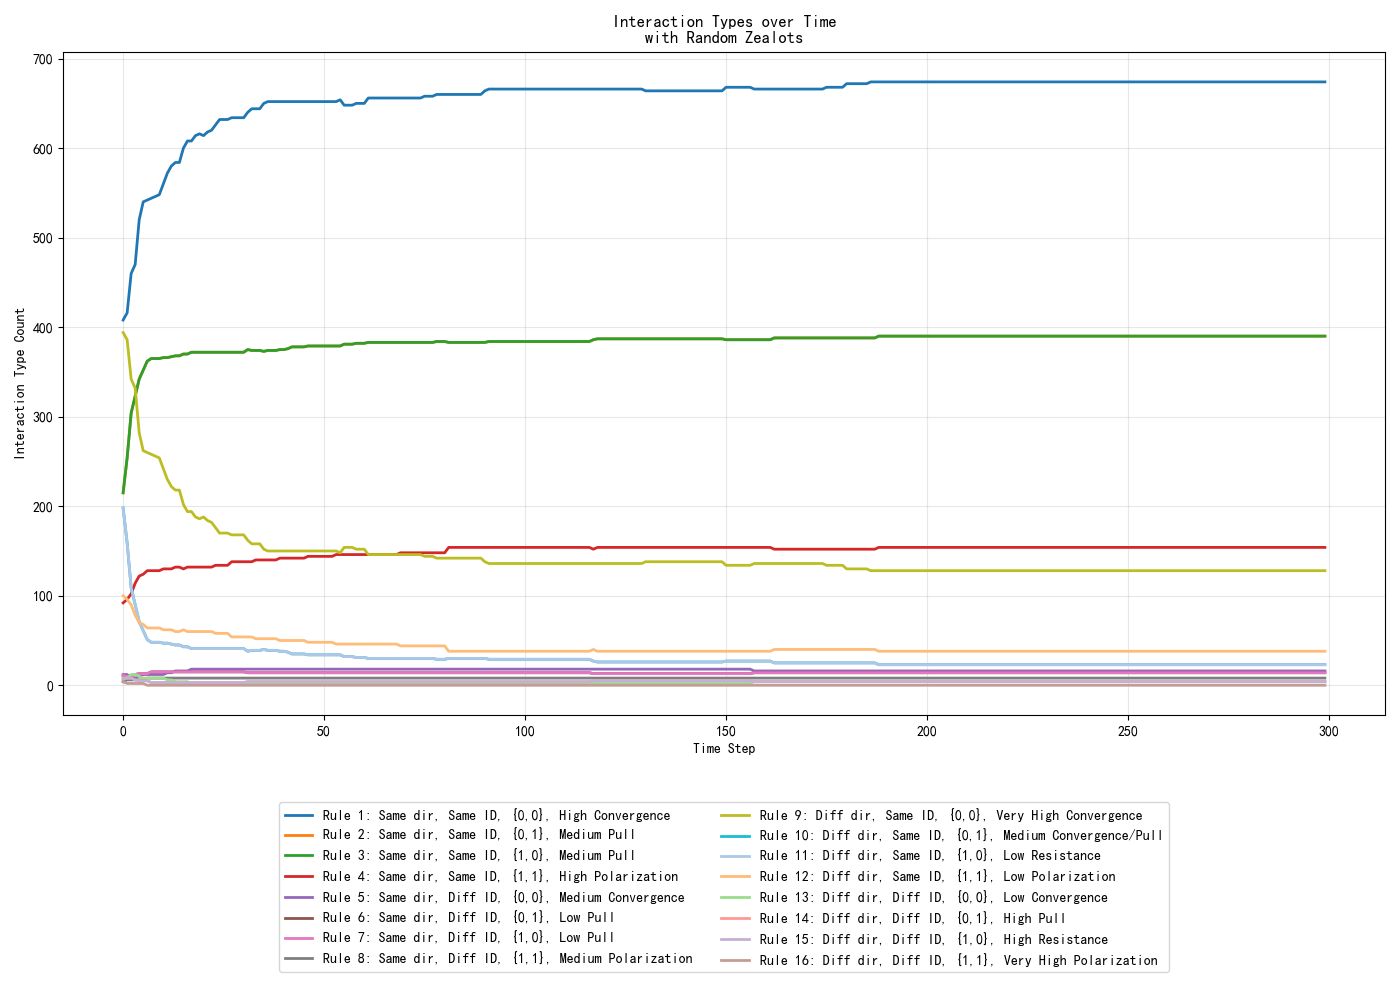 Interaction Types over Time
with Random Zealots
Interaction Type Count
700
600
500
400
300
200
100
0
0 50 100 150 200 250 300
Time Step
Rule 1: Same dir, Same ID, {0,0}, High Convergence
Rule 2: Same dir, Same ID, {0,1}, Medium Pull
Rule 3: Same dir, Same ID, {1,0}, Medium Pull
Rule 4: Same dir, Same ID, {1,1}, High Polarization
Rule 5: Same dir, Diff ID, {0,0}, Medium Convergence
Rule 6: Same dir, Diff ID, {0,1}, Low Pull
Rule 7: Same dir, Diff ID, {1,0}, Low Pull
Rule 8: Same dir, Diff ID, {1,1}, Medium Polarization
Rule 9: Diff dir, Same ID, {0,0}, Very High Convergence
Rule 10: Diff dir, Same ID, {0,1}, Medium Convergence/Pull
Rule 11: Diff dir, Same ID, {1,0}, Low Resistance
Rule 12: Diff dir, Same ID, {1,1}, Low Polarization
Rule 13: Diff dir, Diff ID, {0,0}, Low Convergence
Rule 14: Diff dir, Diff ID, {0,1}, High Pull
Rule 15: Diff dir, Diff ID, {1,0}, High Resistance
Rule 16: Diff dir, Diff ID, {1,1}, Very High Polarization